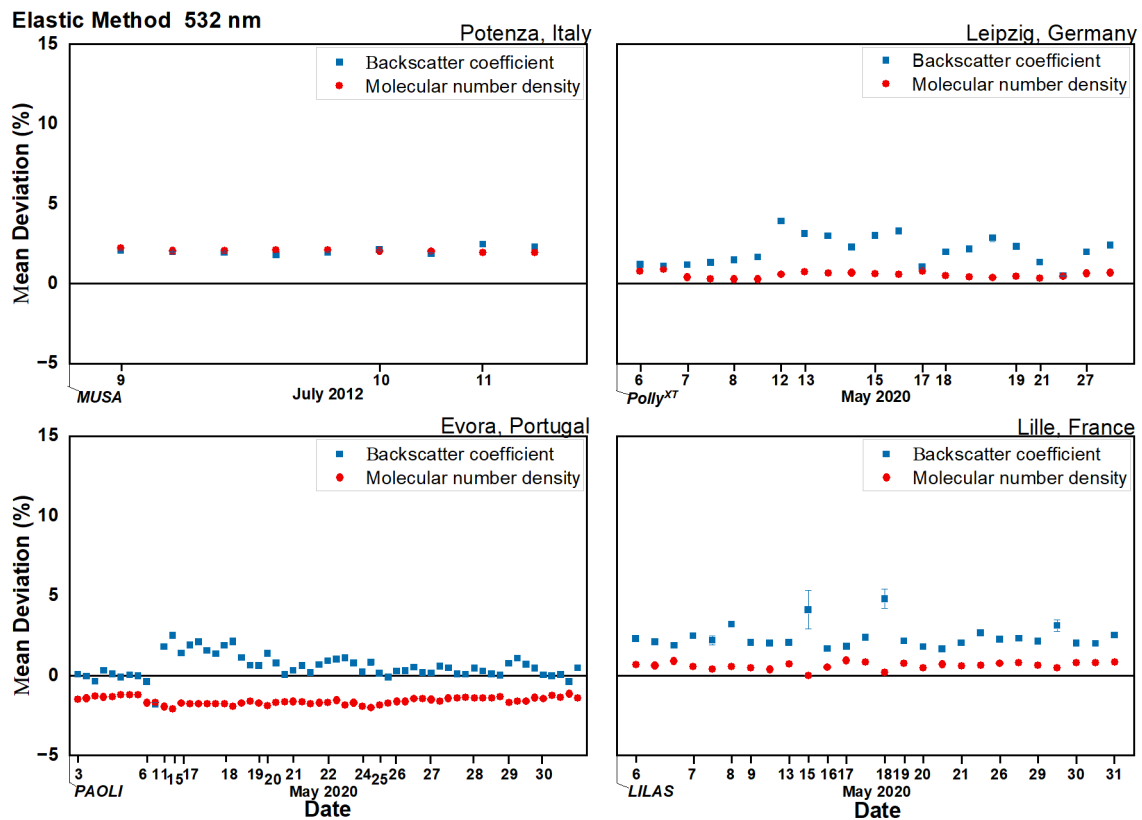 Elastic Method 532 nm
Potenza, Italy
Mean Deviation (%)
15
10
5
0
−5
Backscatter coefficient
Molecular number density
9 10 11
MUSA
July 2012
Leipzig, Germany
Backscatter coefficient
Molecular number density
6 7 8 12 13 15 17 18 19 21 27
Polly^XT
May 2020
Evora, Portugal
Mean Deviation (%)
15
10
5
0
−5
Backscatter coefficient
Molecular number density
3 6 11 15 17 18 19 20 21 22 24 25 26 27 28 29 30
PAOLI
May 2020
Date
Lille, France
Backscatter coefficient
Molecular number density
6 7 8 9 13 15 16 17 18 19 20 21 26 29 30 31
LILAS
May 2020
Date